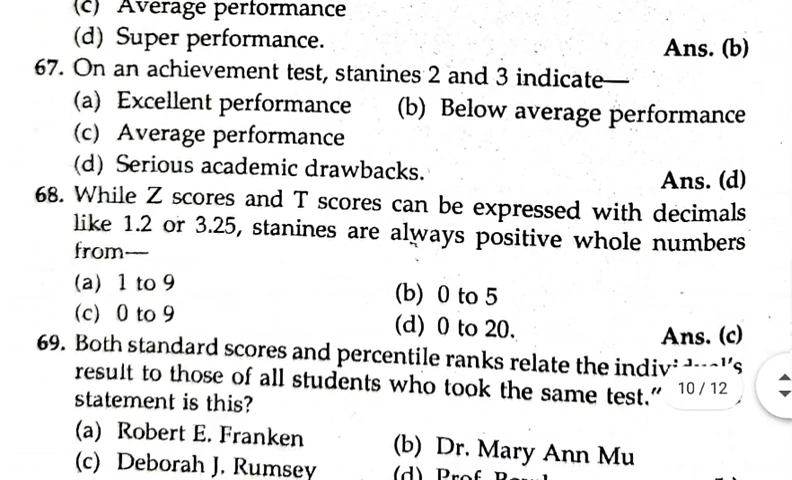 (c) Average performance
(d) Super performance.
Ans. (b)
67. On an achievement test, stanines 2 and 3 indicate—
(a) Excellent performance (b) Below average performance
(c) Average performance
(d) Serious academic drawbacks.
Ans. (d)
68. While Z scores and T scores can be expressed with decimals
like 1.2 or 3.25, stanines are always positive whole numbers
from—
(a) 1 to 9 (b) 0 to 5
(c) 0 to 9 (d) 0 to 20.
Ans. (c)
69. Both standard scores and percentile ranks relate the individual's
result to those of all students who took the same test."
10 / 12
statement is this?
(a) Robert E. Franken (b) Dr. Mary Ann Mu
(c) Deborah J. Rumsey (d) Prof